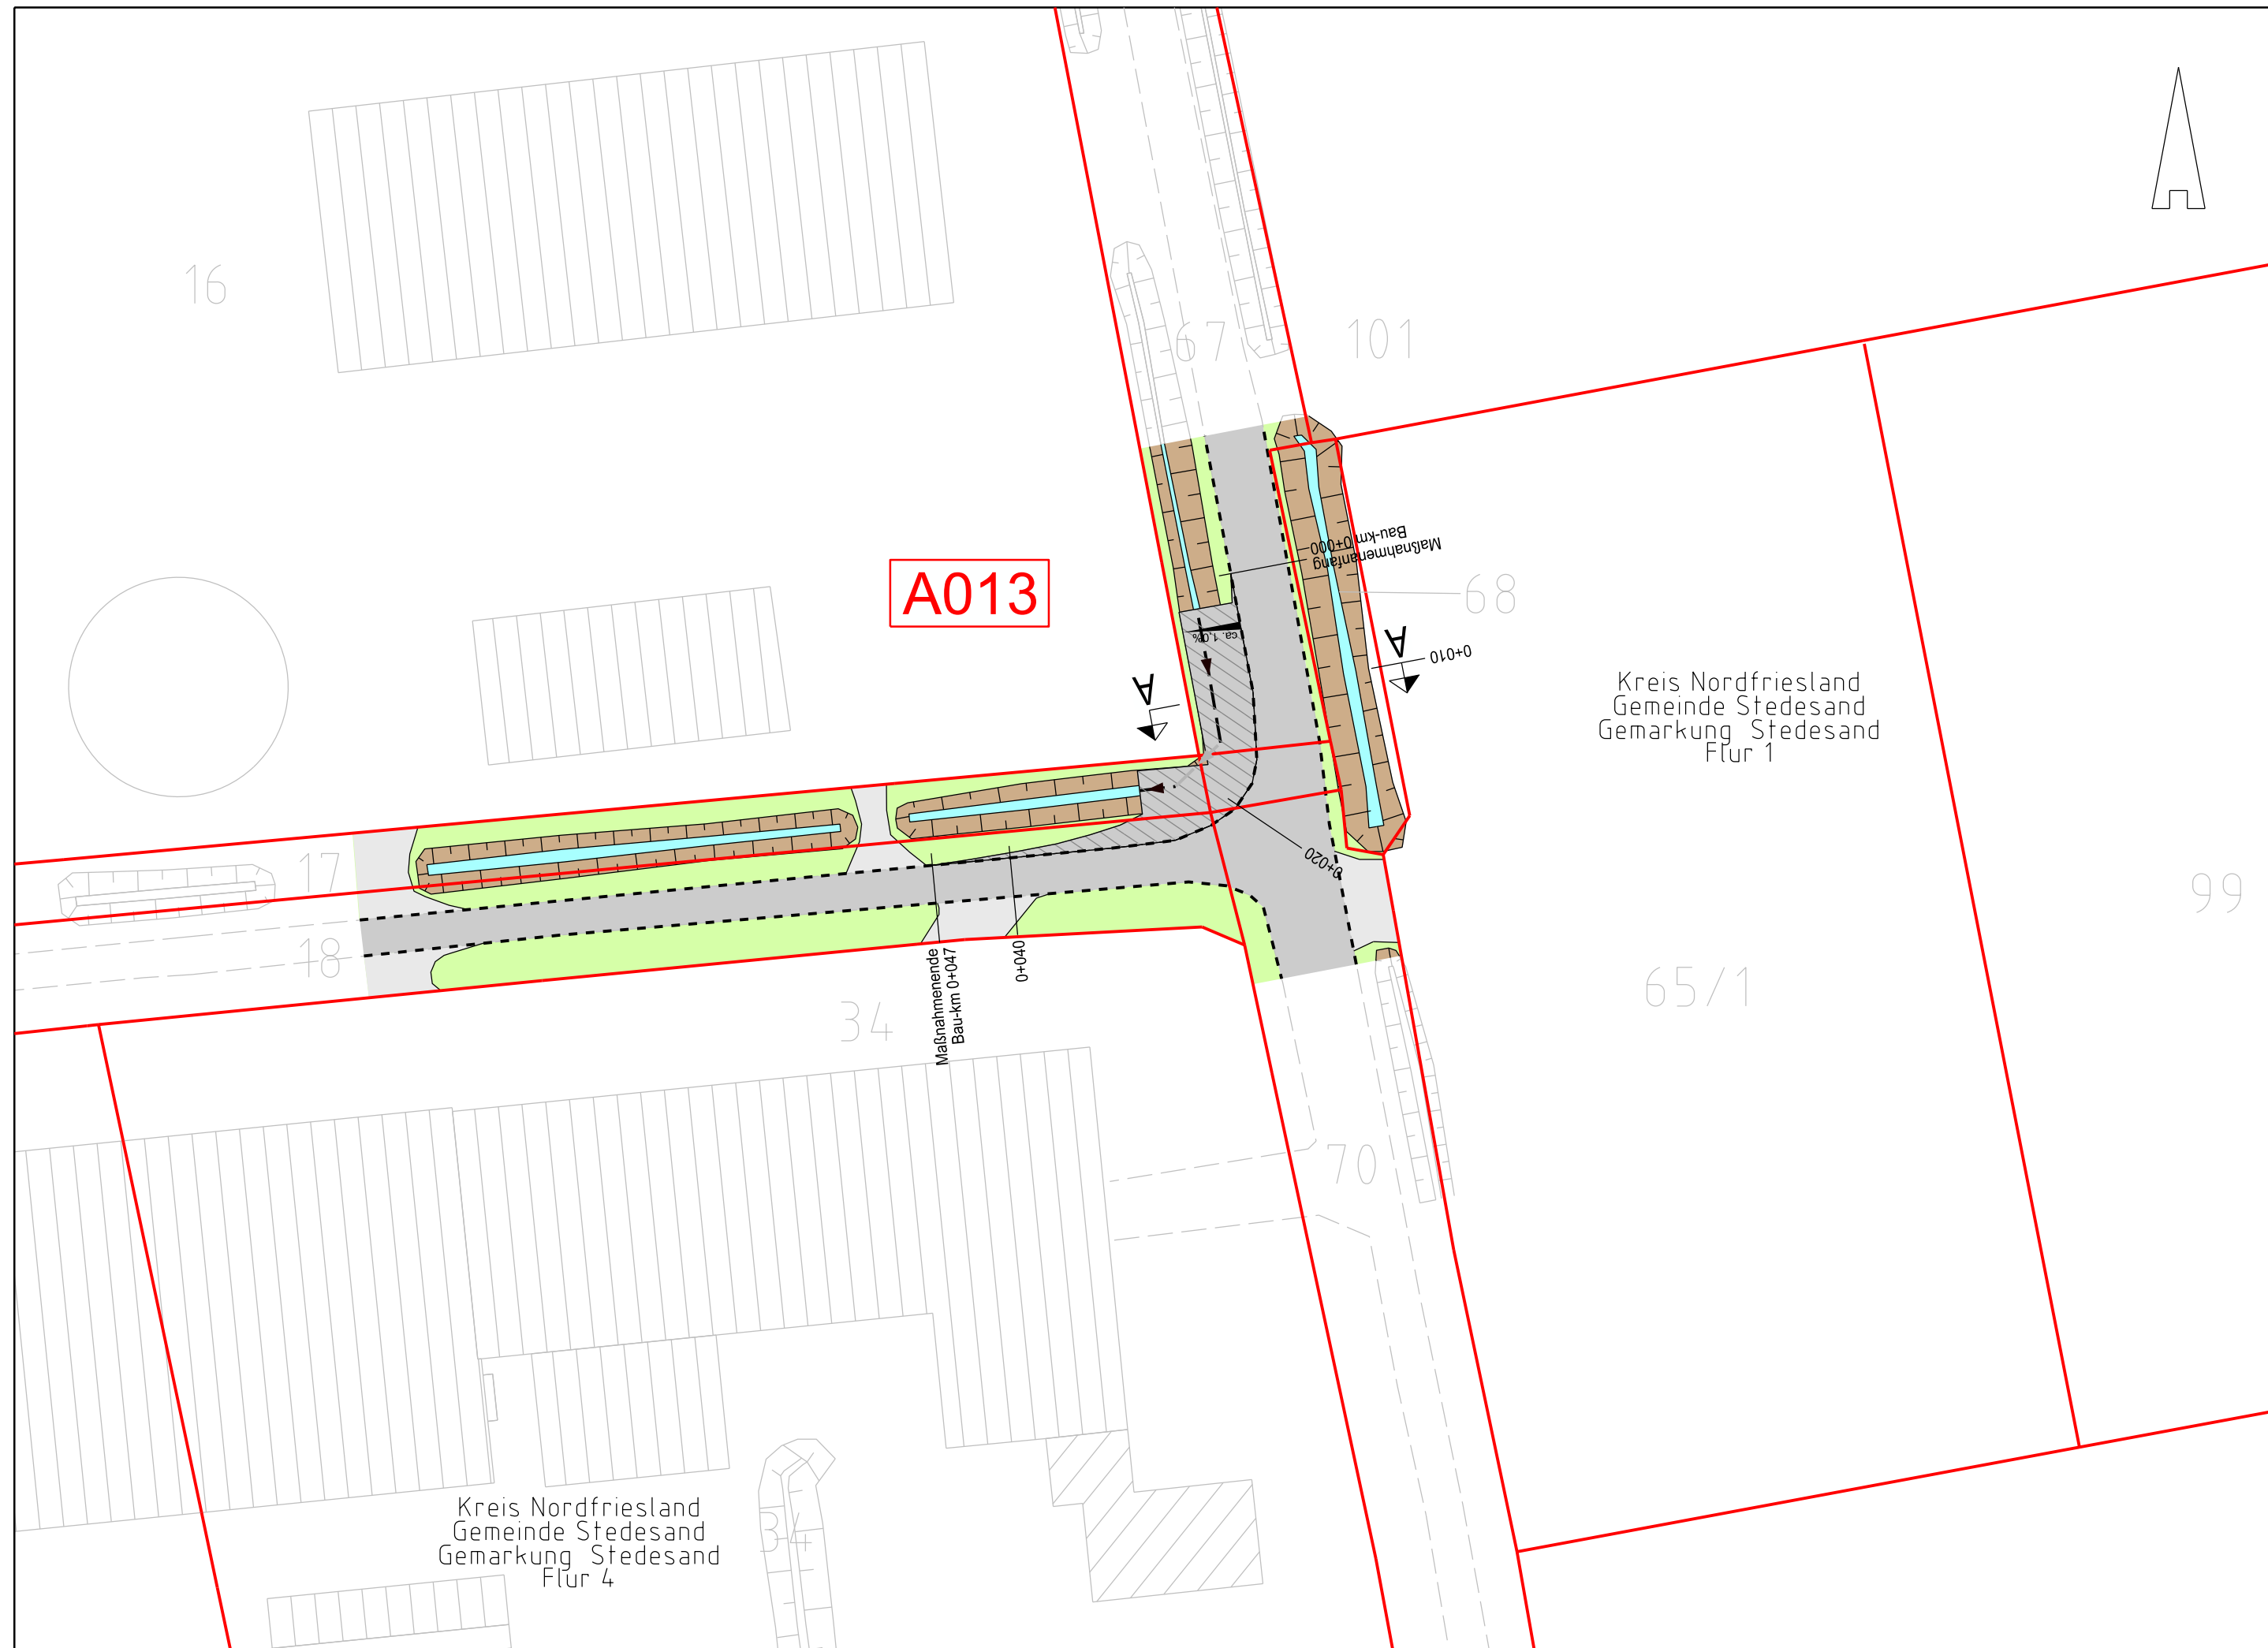 16
67
101
Bau-km 0+000
Maßnahmenanfang
A013
68
ca. 1,0%
A
0+010
A
Kreis Nordfriesland
Gemeinde Stedesand
Gemarkung Stedesand
Flur 1
17
0+020
99
18
0+040
Maßnahmenende
Bau-km 0+047
65/1
34
70
Kreis Nordfriesland
Gemeinde Stedesand
Gemarkung Stedesand
Flur 4
34